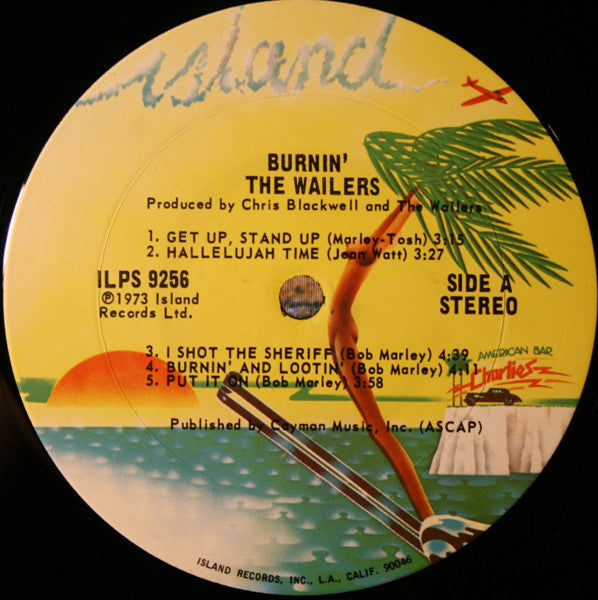 island
BURNIN'
THE WAILERS
Produced by Chris Blackwell and The Wailers
1. GET UP, STAND UP (Marley-Tosh) 3:15
2. HALLELUJAH TIME (Jean Watt) 3:27
ILPS 9256
℗1973 Island
Records Ltd.
SIDE A
STEREO
3. I SHOT THE SHERIFF (Bob Marley) 4:39
4. BURNIN' AND LOOTIN' (Bob Marley) 4:11
5. PUT IT ON (Bob Marley) 3:58
AMERICAN BAR
Charlie's
Published by Cayman Music, Inc. (ASCAP)
ISLAND RECORDS, INC., L.A., CALIF. 90046